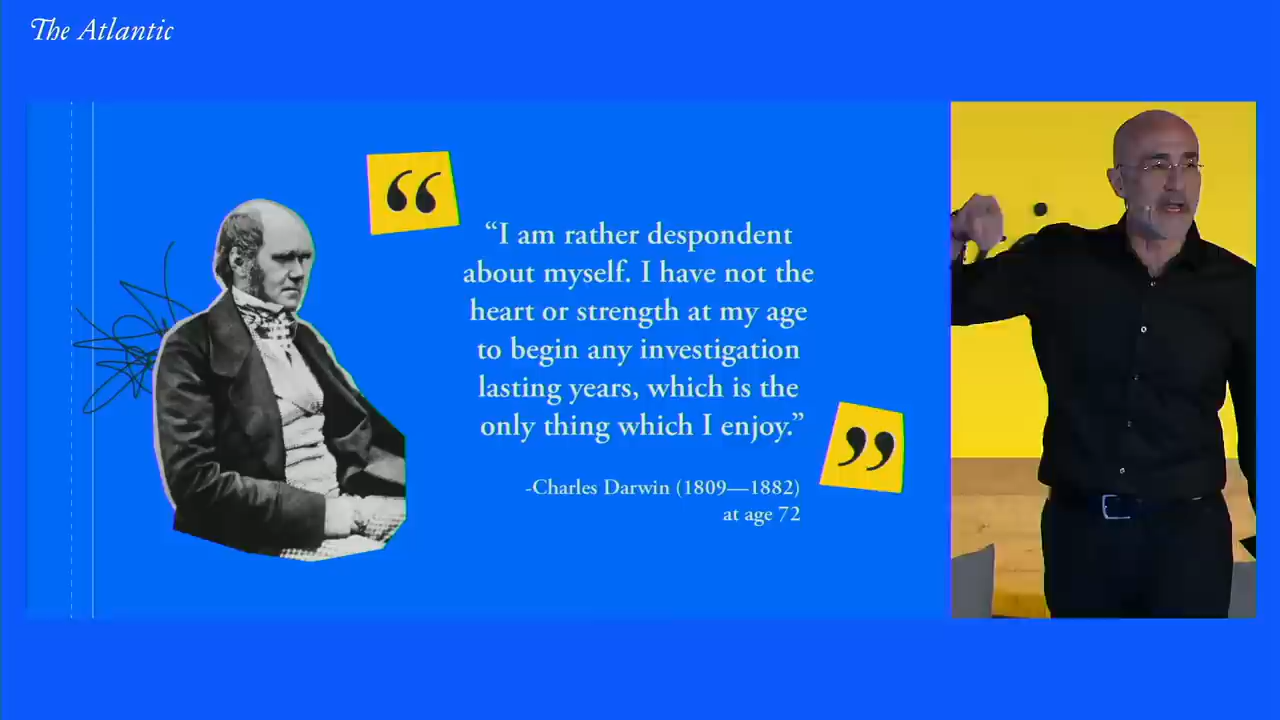 The Atlantic
“
“I am rather despondent
about myself. I have not the
heart or strength at my age
to begin any investigation
lasting years, which is the
only thing which I enjoy.”
”
-Charles Darwin (1809—1882)
at age 72